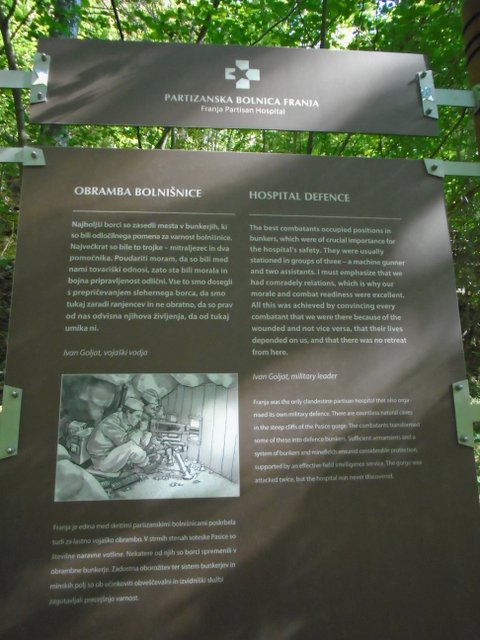 PARTIZANSKA BOLNICA FRANJA
Franja Partisan Hospital
OBRAMBA BOLNIŠNICE
Najboljši borci so zasedli mesta v bunkerjih, ki
so bili odločilnega pomena za varnost bolnišnice.
Največkrat so bile to trojke – mitraljezec in dva
pomočnika. Poudariti moram, da so bili med
nami tovariški odnosi, zato sta bili morala in
bojna pripravljenost odlični. Vse to smo dosegli
s prepričevanjem slehernega borca, da smo
tukaj zaradi ranjencev in ne obratno, da so prav
od nas odvisna njihova življenja, da od tukaj
umika ni.
Ivan Goljat, vojaški vodja
Franja je edina med skritimi partizanskimi bolnišnicami poskrbela
tudi za lastno vojaško obrambo. V strmih stenah soteske Pasice so
številne naravne votline. Nekatere od njih so borci spremenili v
obrambne bunkerje. Zadostna oborožitev ter sistem bunkerjev in
minskih polj so ob učinkoviti obveščevalni in izvidniški službi
zagotavljali precejšnjo varnost.
HOSPITAL DEFENCE
The best combatants occupied positions in
bunkers, which were of crucial importance for
the hospital's safety. They were usually
stationed in groups of three – a machine gunner
and two assistants. I must emphasize that we
had comradely relations, which is why our
morale and combat readiness were excellent.
All this was achieved by convincing every
combatant that we were there because of the
wounded and not vice versa, that their lives
depended on us, and that there was no retreat
from here.
Ivan Goljat, military leader
Franja was the only clandestine partisan hospital that also orga-
nised its own military defence. There are countless natural caves
in the steep cliffs of the Pasice gorge. The combatants transformed
some of these into defence bunkers. Sufficient armaments and a
system of bunkers and minefields ensured considerable protection,
supported by an effective field intelligence service. The gorge was
attacked twice, but the hospital was never discovered.